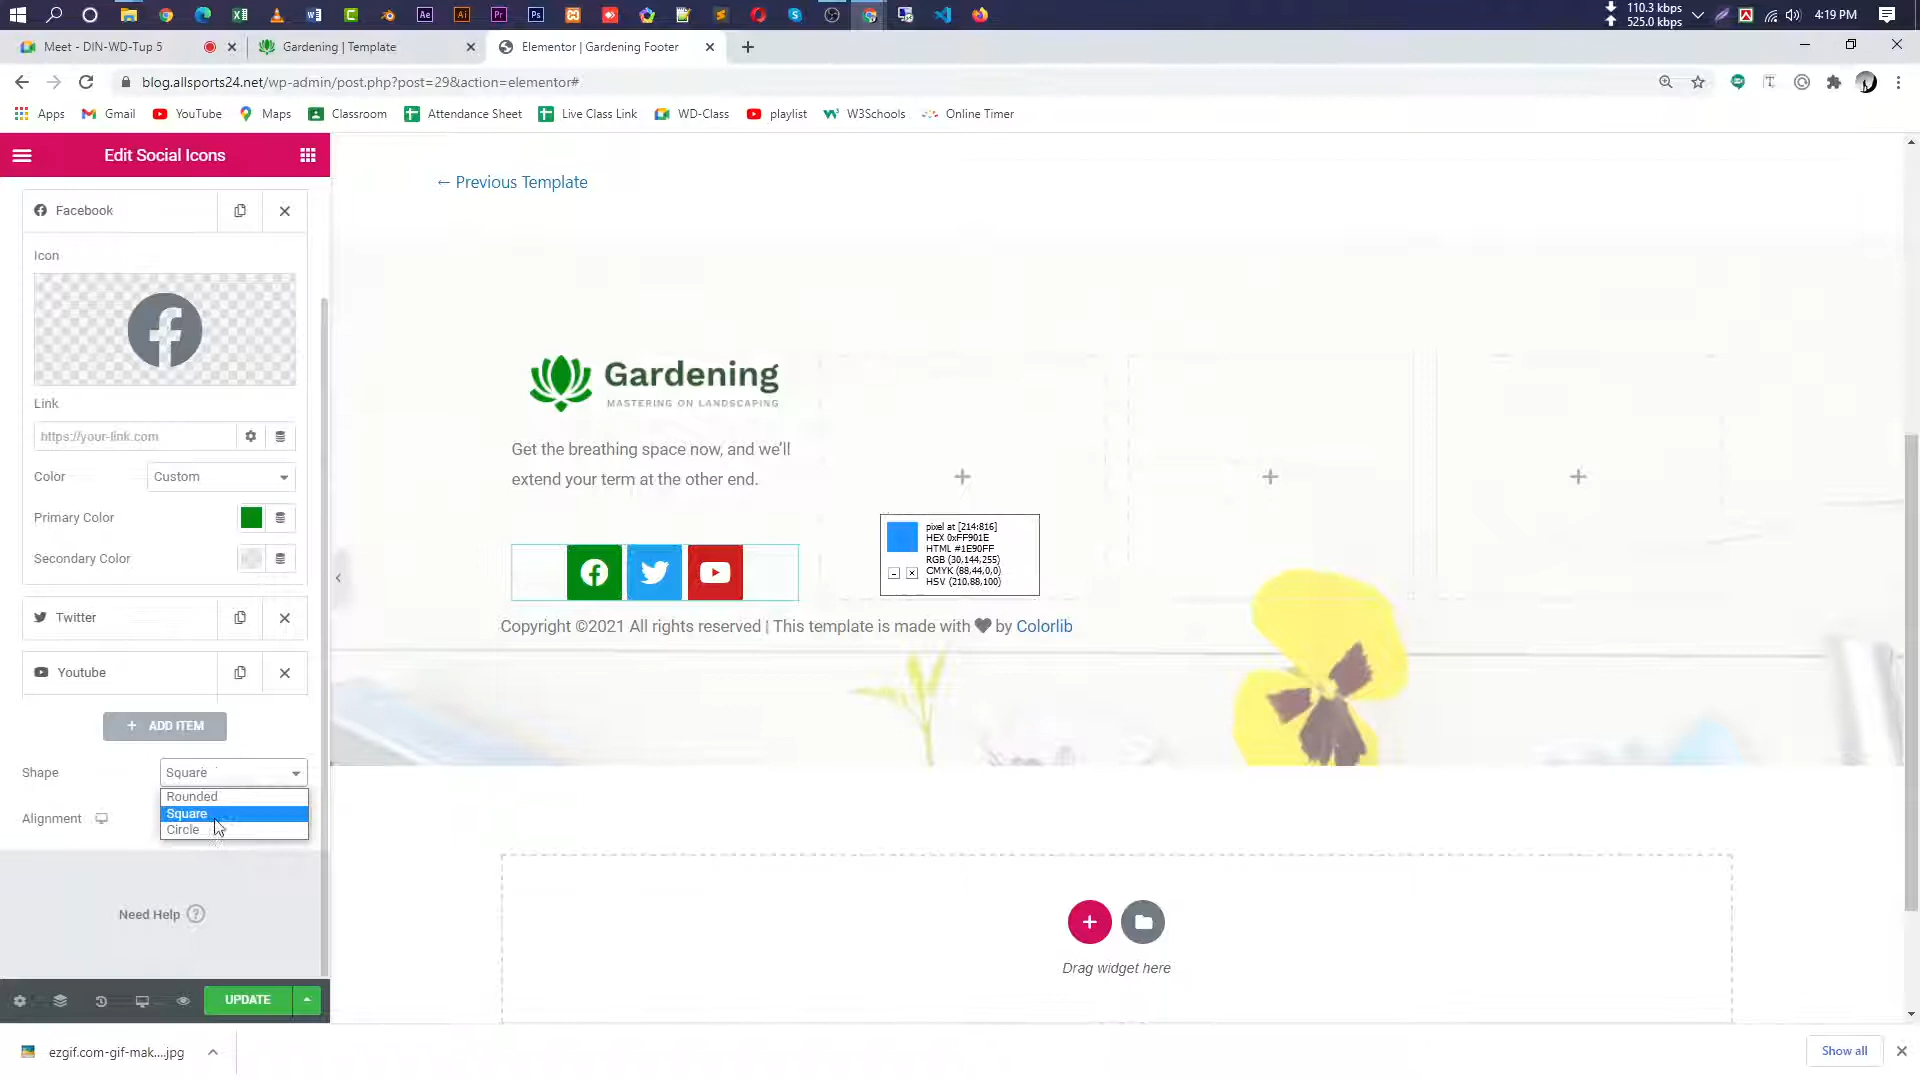 110.3 kbps
525.0 kbps
4:19 PM
Meet - DIN-WD-Tup 5
Gardening | Template
Elementor | Gardening Footer
blog.allsports24.net/wp-admin/post.php?post=29&action=elementor#
Apps
Gmail
YouTube
Maps
Classroom
Attendance Sheet
Live Class Link
WD-Class
playlist
W3Schools
Online Timer
Edit Social Icons
← Previous Template
Facebook
Icon
Link
https://your-link.com
Color
Custom
Primary Color
Secondary Color
Twitter
Youtube
+ ADD ITEM
Shape
Square
Rounded
Square
Circle
Alignment
Need Help ?
UPDATE
Gardening
MASTERING ON LANDSCAPING
Get the breathing space now, and we'll
extend your term at the other end.
pixel at [214:816]
HEX 0xFF901E
HTML #1E90FF
RGB (30,144,255)
CMYK (88,44,0,0)
HSV (210,88,100)
Copyright ©2021 All rights reserved | This template is made with ♥ by Colorlib
Drag widget here
ezgif.com-gif-mak....jpg
Show all